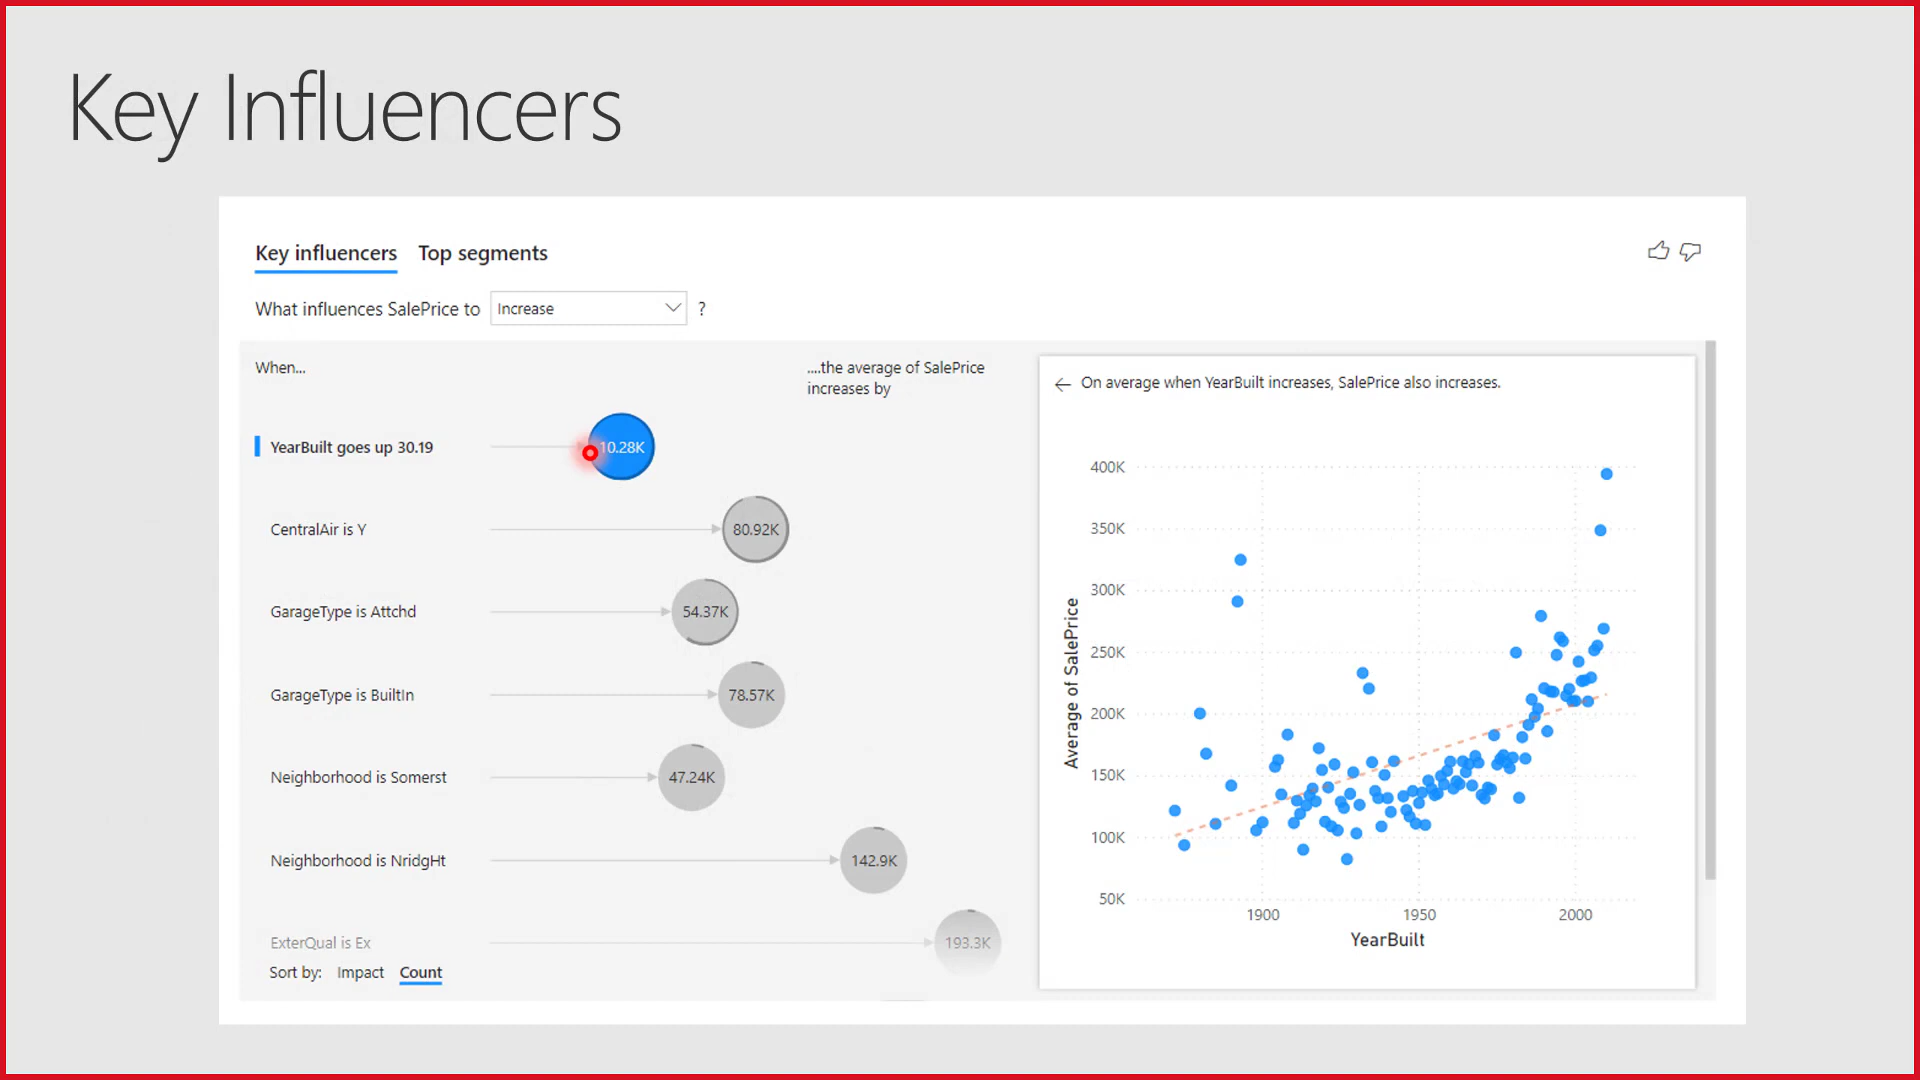 Key Influencers
Key influencers Top segments
What influences SalePrice to Increase ?
When...
....the average of SalePrice
increases by
YearBuilt goes up 30.19 10.28K
CentralAir is Y 80.92K
GarageType is Attchd 54.37K
GarageType is BuiltIn 78.57K
Neighborhood is Somerst 47.24K
Neighborhood is NridgHt 142.9K
ExterQual is Ex 193.3K
Sort by: Impact Count
On average when YearBuilt increases, SalePrice also increases.
Average of SalePrice
400K
350K
300K
250K
200K
150K
100K
50K
1900 1950 2000
YearBuilt